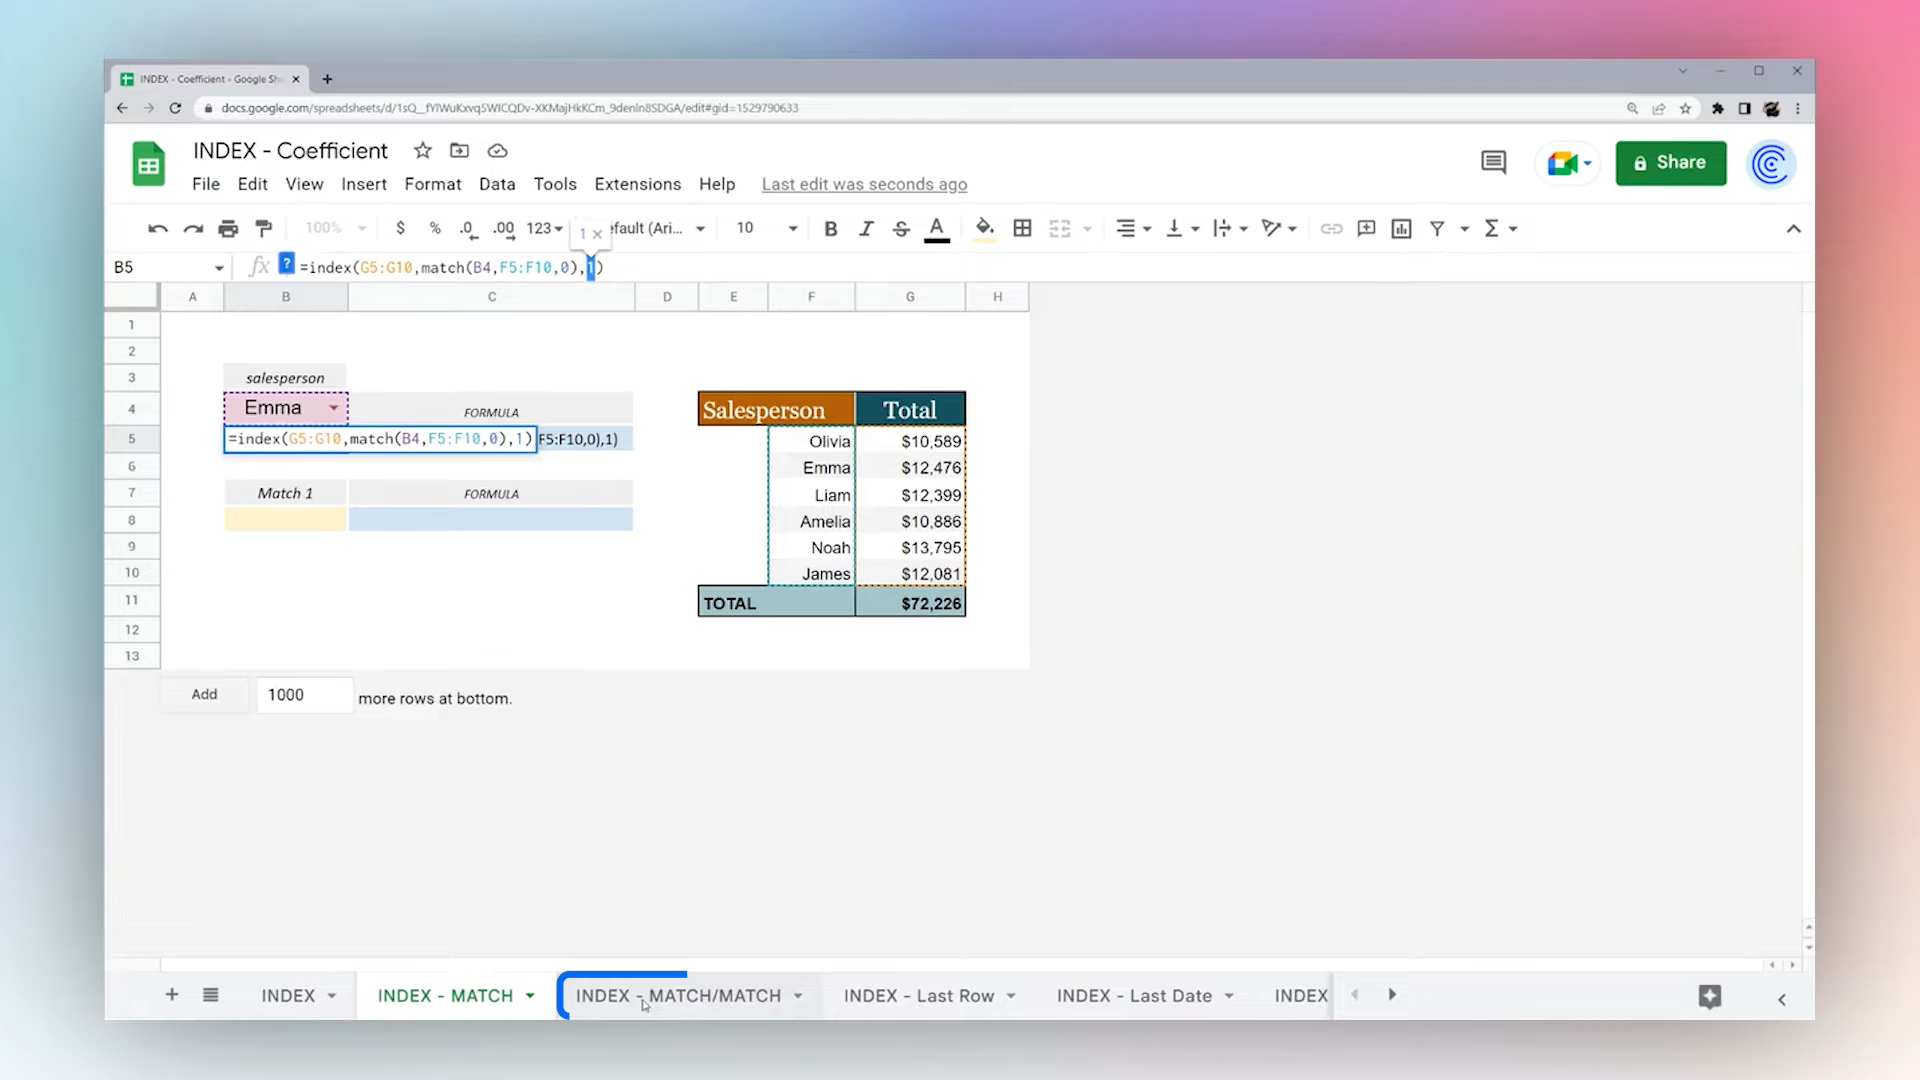 INDEX - Coefficient - Google Sh
docs.google.com/spreadsheets/d/1sQ__fYlWuKxvq5WICQDv-XKMajHkKCm_9denln8SDGA/edit#gid=1529790633
INDEX - Coefficient
File Edit View Insert Format Data Tools Extensions Help Last edit was seconds ago
Share
100% $ % .0 .00 123 1 × efault (Ari... 10 B I S A Σ
B5 fx ? =index(G5:G10,match(B4,F5:F10,0),1)
A B C D E F G H
1
2
3 salesperson
4 Emma FORMULA Salesperson Total
5 =index(G5:G10,match(B4,F5:F10,0),1) F5:F10,0),1) Olivia $10,589
6 Emma $12,476
7 Match 1 FORMULA Liam $12,399
8 Amelia $10,886
9 Noah $13,795
10 James $12,081
11 TOTAL $72,226
12
13
Add 1000 more rows at bottom.
+ INDEX INDEX - MATCH INDEX - MATCH/MATCH INDEX - Last Row INDEX - Last Date INDEX